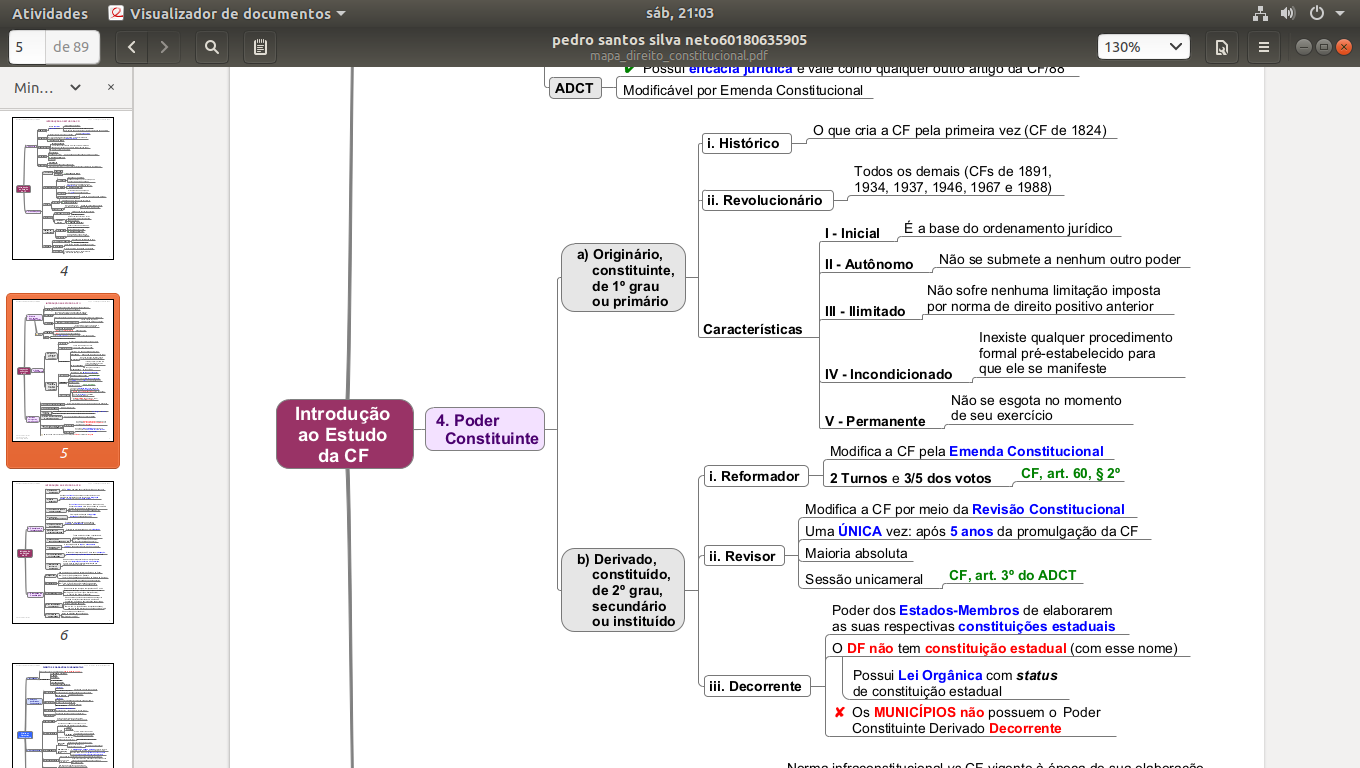 Atividades
Visualizador de documentos
sáb, 21:03
5
de 89
pedro santos silva neto60180635905
mapa_direito_constitucional.pdf
130%
Min...
×
4
5
6
✔ Possui eficácia jurídica e vale como qualquer outro artigo da CF/88
ADCT
Modificável por Emenda Constitucional
Introdução
ao Estudo
da CF
4. Poder
Constituinte
a) Originário,
constituinte,
de 1º grau
ou primário
i. Histórico
O que cria a CF pela primeira vez (CF de 1824)
ii. Revolucionário
Todos os demais (CFs de 1891,
1934, 1937, 1946, 1967 e 1988)
Características
I - Inicial
É a base do ordenamento jurídico
II - Autônomo
Não se submete a nenhum outro poder
III - Ilimitado
Não sofre nenhuma limitação imposta
por norma de direito positivo anterior
IV - Incondicionado
Inexiste qualquer procedimento
formal pré-estabelecido para
que ele se manifeste
V - Permanente
Não se esgota no momento
de seu exercício
b) Derivado,
constituído,
de 2º grau,
secundário
ou instituído
i. Reformador
Modifica a CF pela Emenda Constitucional
2 Turnos e 3/5 dos votos
CF, art. 60, § 2º
ii. Revisor
Modifica a CF por meio da Revisão Constitucional
Uma ÚNICA vez: após 5 anos da promulgação da CF
Maioria absoluta
Sessão unicameral
CF, art. 3º do ADCT
iii. Decorrente
Poder dos Estados-Membros de elaborarem
as suas respectivas constituições estaduais
O DF não tem constituição estadual (com esse nome)
Possui Lei Orgânica com status
de constituição estadual
✘ Os MUNICÍPIOS não possuem o Poder
Constituinte Derivado Decorrente
Norma infraconstitucional vs CF vigente à época de sua elaboração